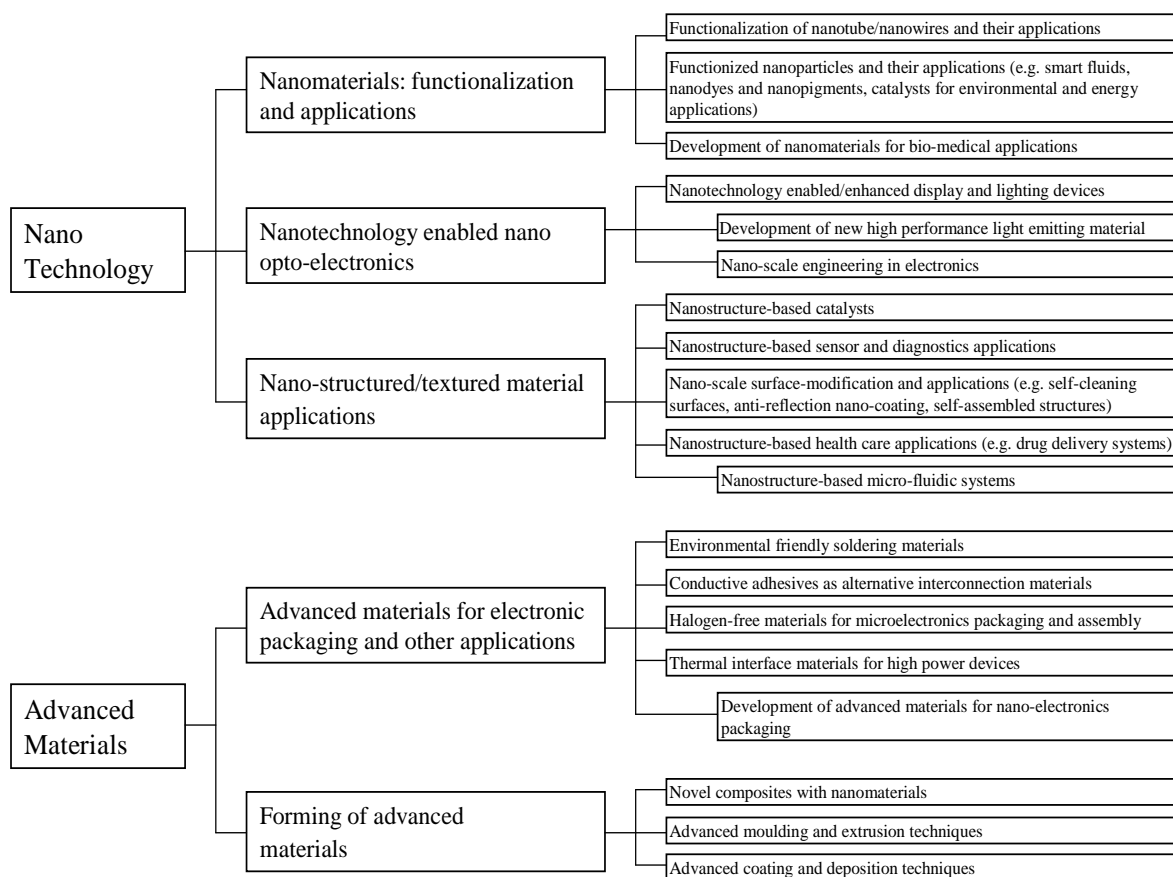 Nano
Technology
Nanomaterials: functionalization
and applications
Functionalization of nanotube/nanowires and their applications
Functionized nanoparticles and their applications (e.g. smart fluids,
nanodyes and nanopigments, catalysts for environmental and energy
applications)
Development of nanomaterials for bio-medical applications
Nanotechnology enabled nano
opto-electronics
Nanotechnology enabled/enhanced display and lighting devices
Development of new high performance light emitting material
Nano-scale engineering in electronics
Nano-structured/textured material
applications
Nanostructure-based catalysts
Nanostructure-based sensor and diagnostics applications
Nano-scale surface-modification and applications (e.g. self-cleaning
surfaces, anti-reflection nano-coating, self-assembled structures)
Nanostructure-based health care applications (e.g. drug delivery systems)
Nanostructure-based micro-fluidic systems
Advanced
Materials
Advanced materials for electronic
packaging and other applications
Environmental friendly soldering materials
Conductive adhesives as alternative interconnection materials
Halogen-free materials for microelectronics packaging and assembly
Thermal interface materials for high power devices
Development of advanced materials for nano-electronics
packaging
Forming of advanced
materials
Novel composites with nanomaterials
Advanced moulding and extrusion techniques
Advanced coating and deposition techniques